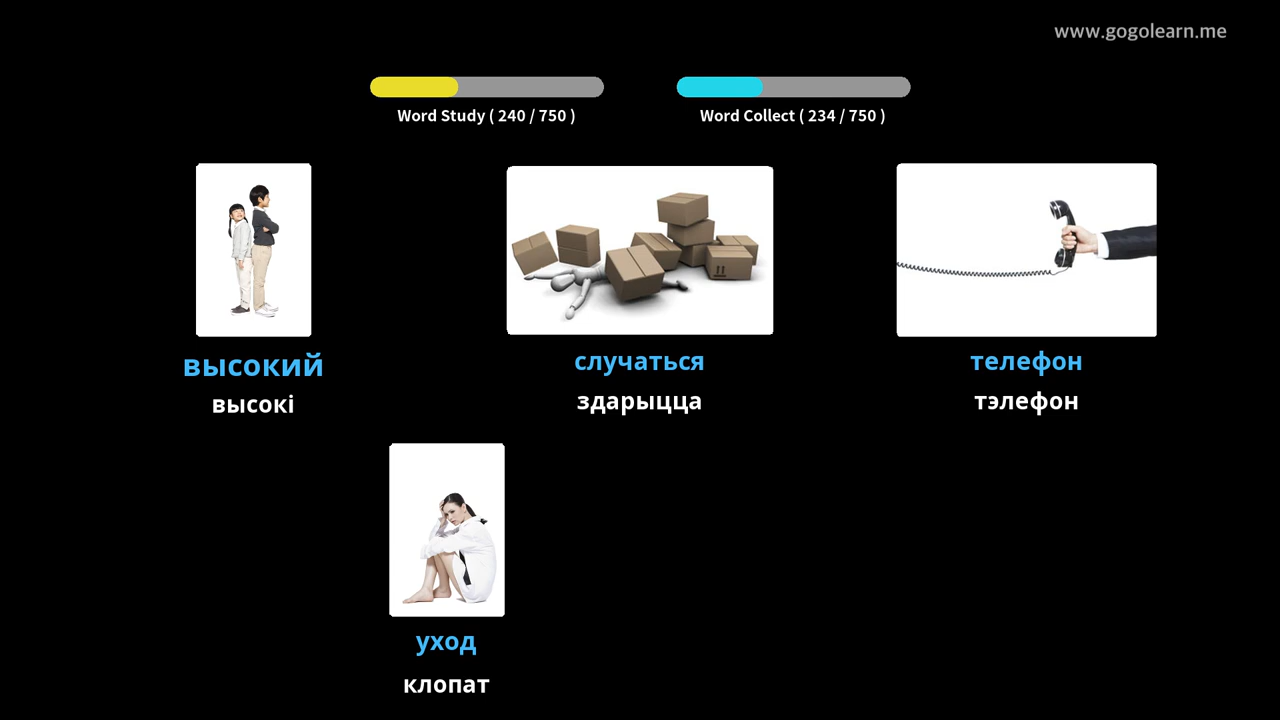 www.gogolearn.me
Word Study ( 240 / 750 )
Word Collect ( 234 / 750 )
высокий
высокі
случаться
здарыцца
телефон
тэлефон
уход
клопат